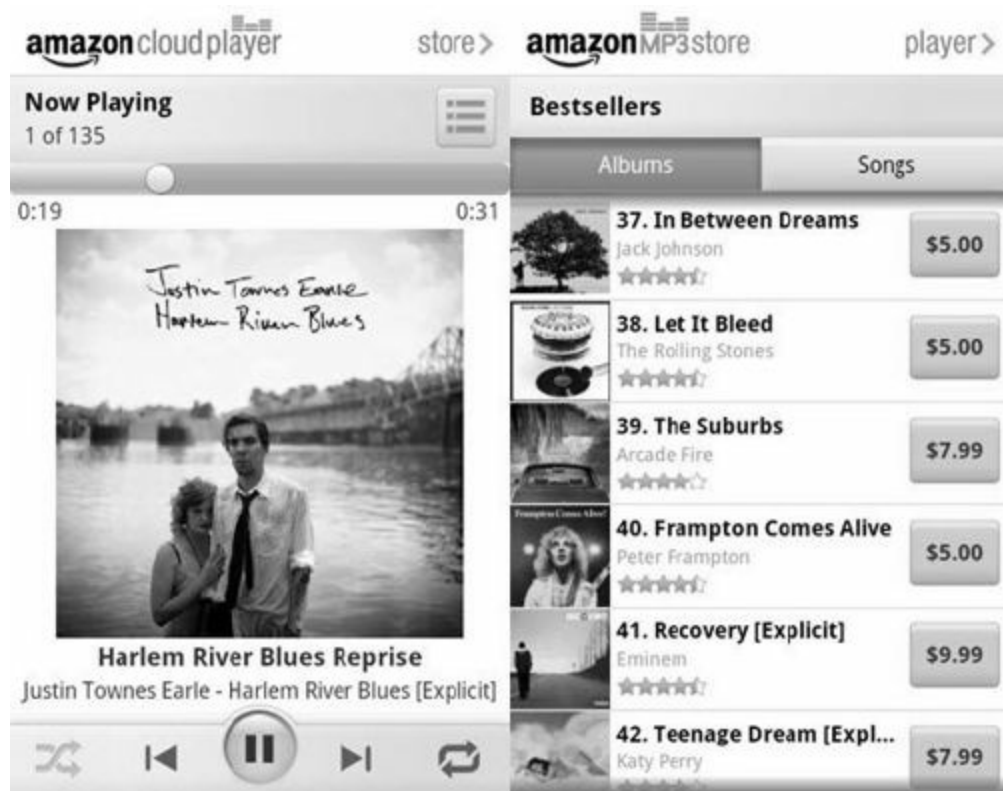 amazon cloud player
store >
Now Playing
1 of 135
0:19
0:31
Justin Townes Earle
Harlem River Blues
Harlem River Blues Reprise
Justin Townes Earle - Harlem River Blues [Explicit]
amazon MP3 store
player >
Bestsellers
Albums
Songs
37. In Between Dreams
Jack Johnson
$5.00
38. Let It Bleed
The Rolling Stones
$5.00
39. The Suburbs
Arcade Fire
$7.99
Frampton Comes Alive!
40. Frampton Comes Alive
Peter Frampton
$5.00
41. Recovery [Explicit]
Eminem
$9.99
42. Teenage Dream [Expl...
Katy Perry
$7.99